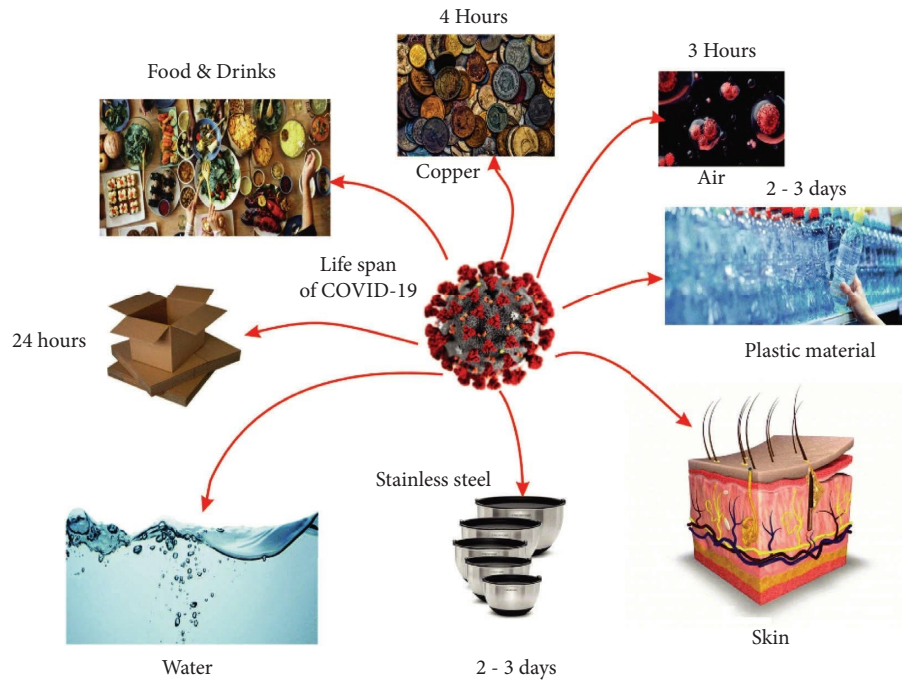 4 Hours
Food & Drinks
3 Hours
Copper
Air
2 - 3 days
Life span
of COVID-19
24 hours
Plastic material
Stainless steel
Skin
Water
2 - 3 days